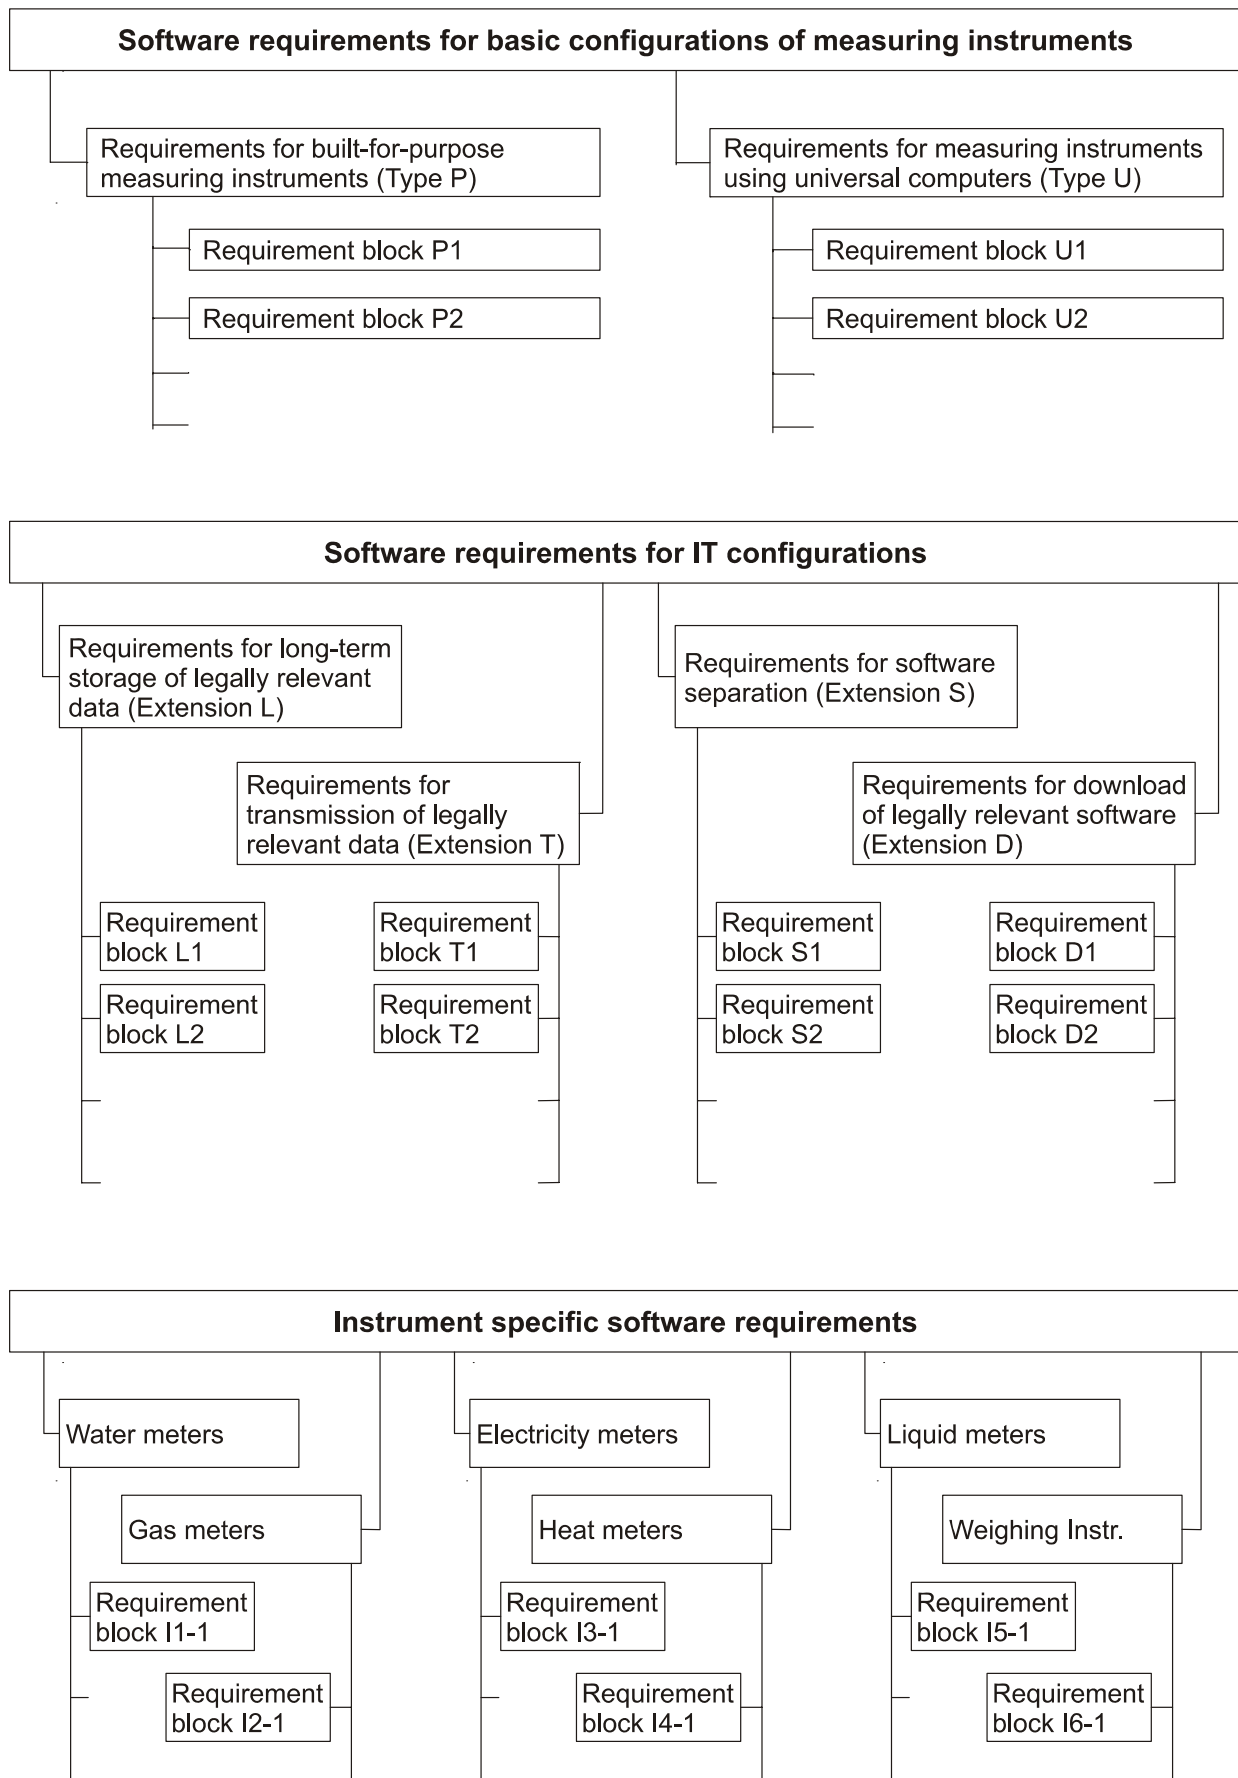 Software requirements for basic configurations of measuring instruments
Requirements for built-for-purpose
measuring instruments (Type P)
Requirement block P1
Requirement block P2
Requirements for measuring instruments
using universal computers (Type U)
Requirement block U1
Requirement block U2
Software requirements for IT configurations
Requirements for long-term
storage of legally relevant
data (Extension L)
Requirements for
transmission of legally
relevant data (Extension T)
Requirement
block L1
Requirement
block L2
Requirement
block T1
Requirement
block T2
Requirements for software
separation (Extension S)
Requirements for download
of legally relevant software
(Extension D)
Requirement
block S1
Requirement
block S2
Requirement
block D1
Requirement
block D2
Instrument specific software requirements
Water meters
Gas meters
Requirement
block I1-1
Requirement
block I2-1
Electricity meters
Heat meters
Requirement
block I3-1
Requirement
block I4-1
Liquid meters
Weighing Instr.
Requirement
block I5-1
Requirement
block I6-1